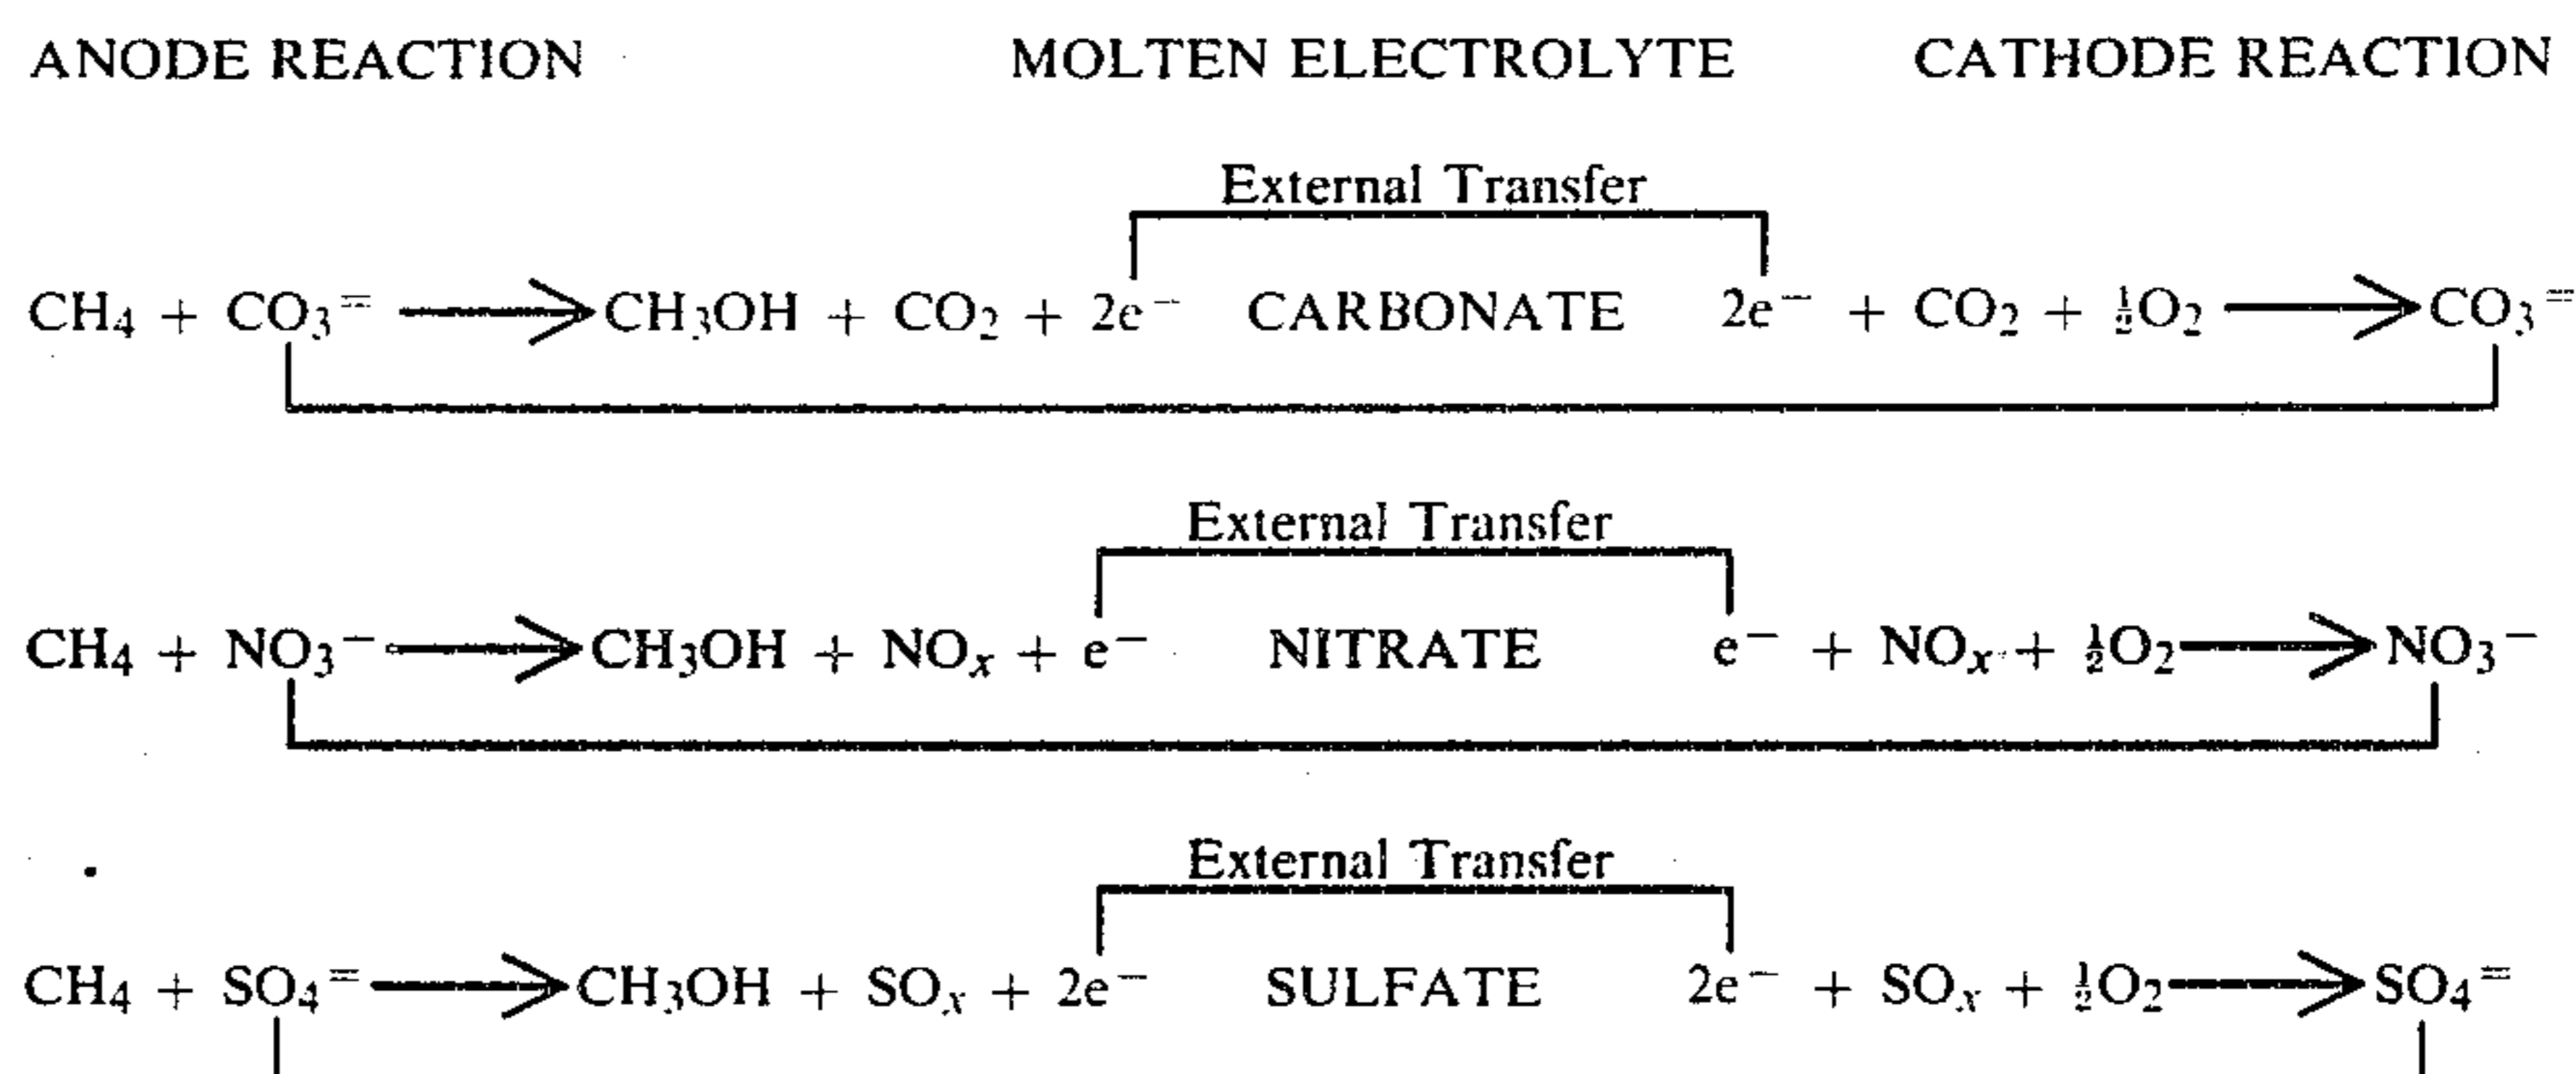 ANODE REACTION MOLTEN ELECTROLYTE CATHODE REACTION
External Transfer
CH₄ + CO₃⁼ ⟶ CH₃OH + CO₂ + 2e⁻ CARBONATE 2e⁻ + CO₂ + ½O₂ ⟶ CO₃⁼
External Transfer
CH₄ + NO₃⁻ ⟶ CH₃OH + NOₓ + e⁻ NITRATE e⁻ + NOₓ + ½O₂ ⟶ NO₃⁻
External Transfer
CH₄ + SO₄⁼ ⟶ CH₃OH + SOₓ + 2e⁻ SULFATE 2e⁻ + SOₓ + ½O₂ ⟶ SO₄⁼